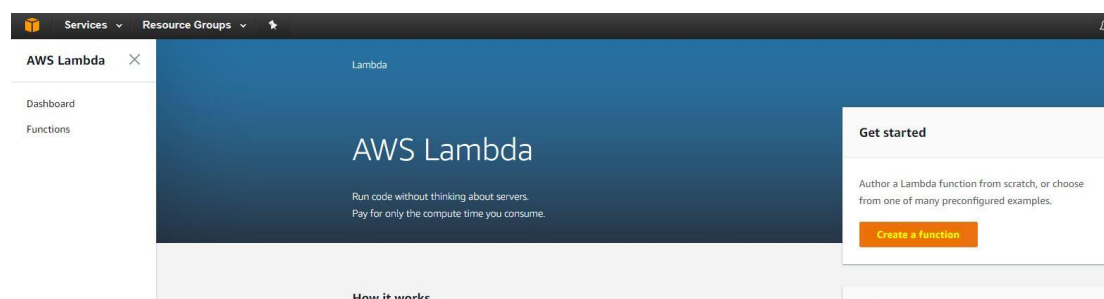 Services
Resource Groups
AWS Lambda
Dashboard
Functions
Lambda
AWS Lambda
Run code without thinking about servers.
Pay for only the compute time you consume.
Get started
Author a Lambda function from scratch, or choose
from one of many preconfigured examples.
Create a function
How it works